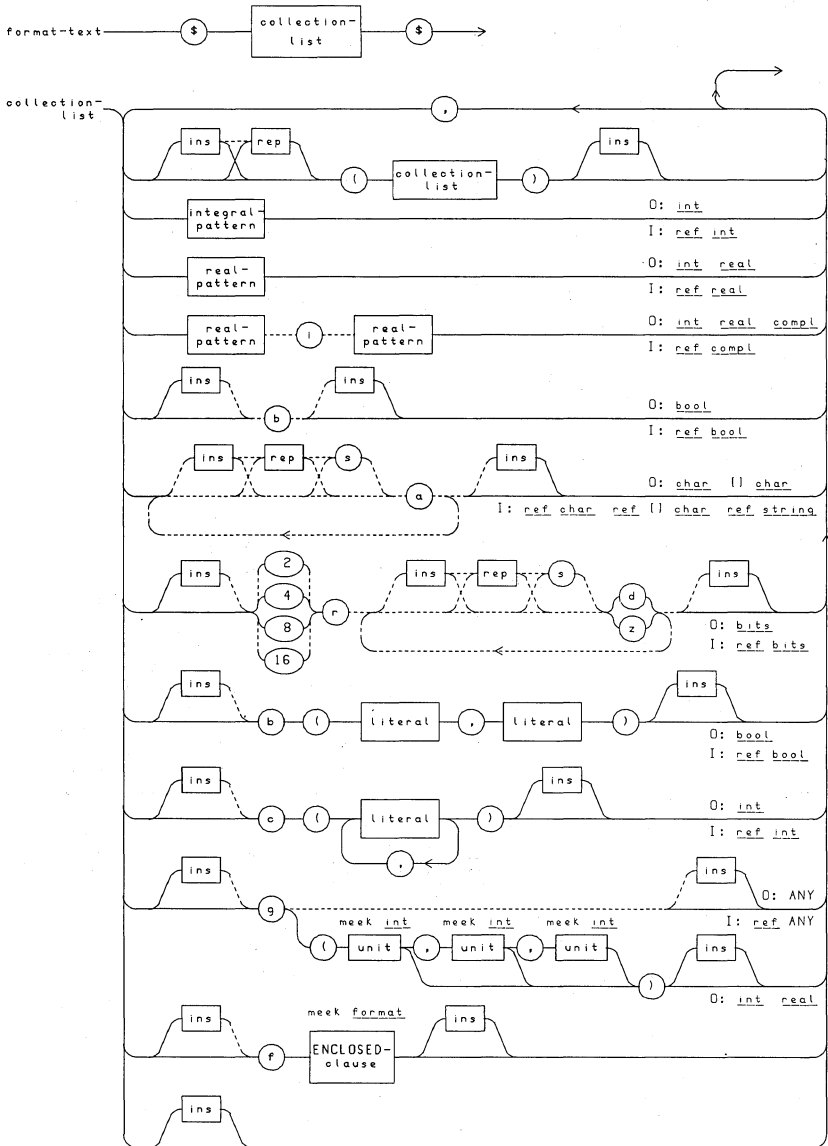 format-text $ collection-list $
collection-list ,
ins rep ( collection-list ) ins
integral-pattern O: int
I: ref int
real-pattern O: int real
I: ref real
real-pattern i real-pattern O: int real compl
I: ref compl
ins b ins O: bool
I: ref bool
ins rep s a ins O: char [] char
I: ref char ref [] char ref string
ins 2 4 8 16 r ins rep s d z ins
O: bits
I: ref bits
ins b ( literal , literal ) ins
O: bool
I: ref bool
ins c ( literal , ) ins O: int
I: ref int
ins g ins O: ANY
I: ref ANY
meek int meek int meek int
( unit , unit , unit ) ins
O: int real
meek format
ins f ENCLOSED-clause ins
ins